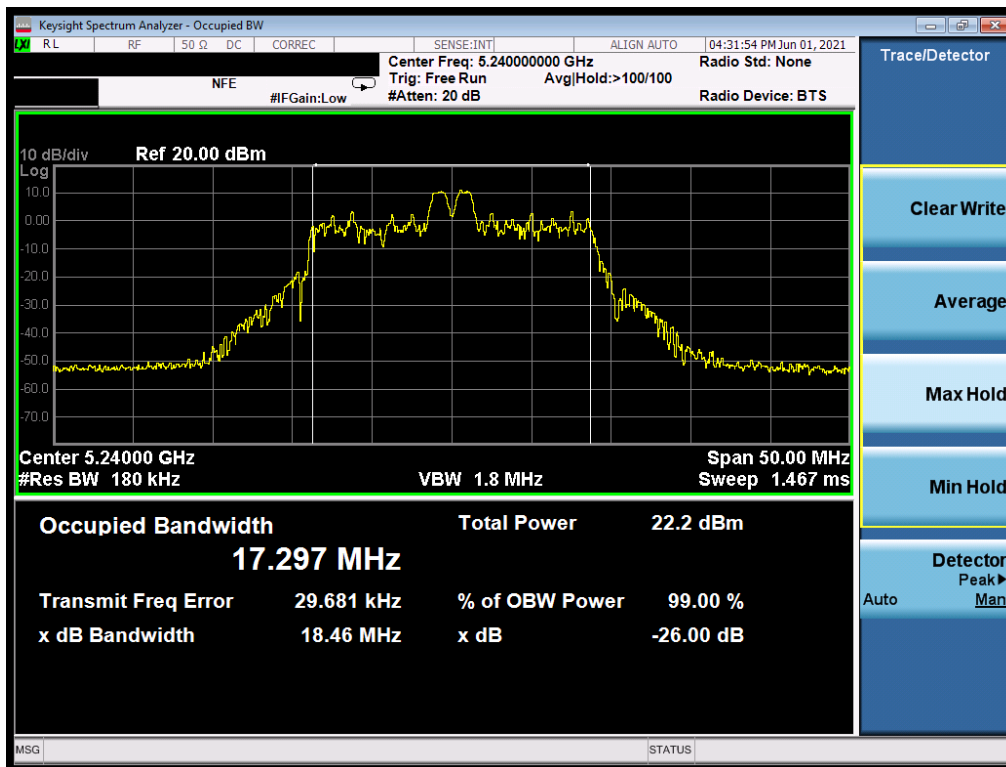 Keysight Spectrum Analyzer - Occupied BW
LXI RL RF 50 Ω DC CORREC SENSE:INT ALIGN AUTO 04:31:54 PM Jun 01, 2021
Center Freq: 5.240000000 GHz Radio Std: None
NFE Trig: Free Run Avg|Hold:>100/100
#IFGain:Low #Atten: 20 dB Radio Device: BTS
Trace/Detector
10 dB/div Ref 20.00 dBm
Log
10.0
0.00
-10.0
-20.0
-30.0
-40.0
-50.0
-60.0
-70.0
Center 5.24000 GHz Span 50.00 MHz
#Res BW 180 kHz VBW 1.8 MHz Sweep 1.467 ms
Clear Write
Average
Max Hold
Min Hold
Detector
Peak▶
Auto Man
Occupied Bandwidth Total Power 22.2 dBm
17.297 MHz
Transmit Freq Error 29.681 kHz % of OBW Power 99.00 %
x dB Bandwidth 18.46 MHz x dB -26.00 dB
MSG STATUS